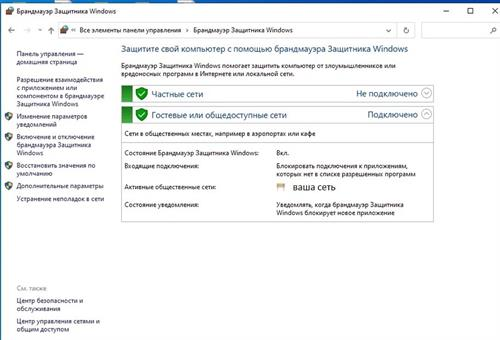 Брандмауэр Защитника Windows
Все элементы панели управления › Брандмауэр Защитника Windows
Панель управления —
домашняя страница
Разрешение взаимодействия
с приложением или
компонентом в брандмауэре
Защитника Windows
Изменение параметров
уведомлений
Включение и отключение
брандмауэра Защитника
Windows
Восстановить значения по
умолчанию
Дополнительные параметры
Устранение неполадок в сети
Защитите свой компьютер с помощью брандмауэра Защитника Windows
Брандмауэр Защитника Windows помогает защитить компьютер от злоумышленников или
вредоносных программ в Интернете или локальной сети.
Частные сети Не подключено
Гостевые или общедоступные сети Подключено
Сети в общественных местах, например в аэропортах или кафе
Состояние Брандмауэр Защитника Windows: Вкл.
Входящие подключения: Блокировать подключения к приложениям,
которых нет в списке разрешенных программ
Активные общественные сети: ваша сеть
Состояние уведомления: Уведомлять, когда брандмауэр Защитника
Windows блокирует новое приложение
См. также
Центр безопасности и
обслуживания
Центр управления сетями и
общим доступом